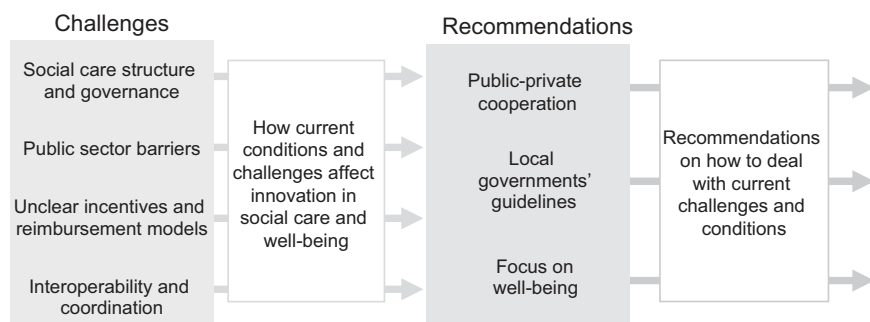 Challenges
Social care structure
and governance
Public sector barriers
Unclear incentives and
reimbursement models
Interoperability and
coordination
How current
conditions and
challenges affect
innovation in
social care and
well-being
Recommendations
Public-private
cooperation
Local
governments’
guidelines
Focus on
well-being
Recommendations
on how to deal
with current
challenges and
conditions